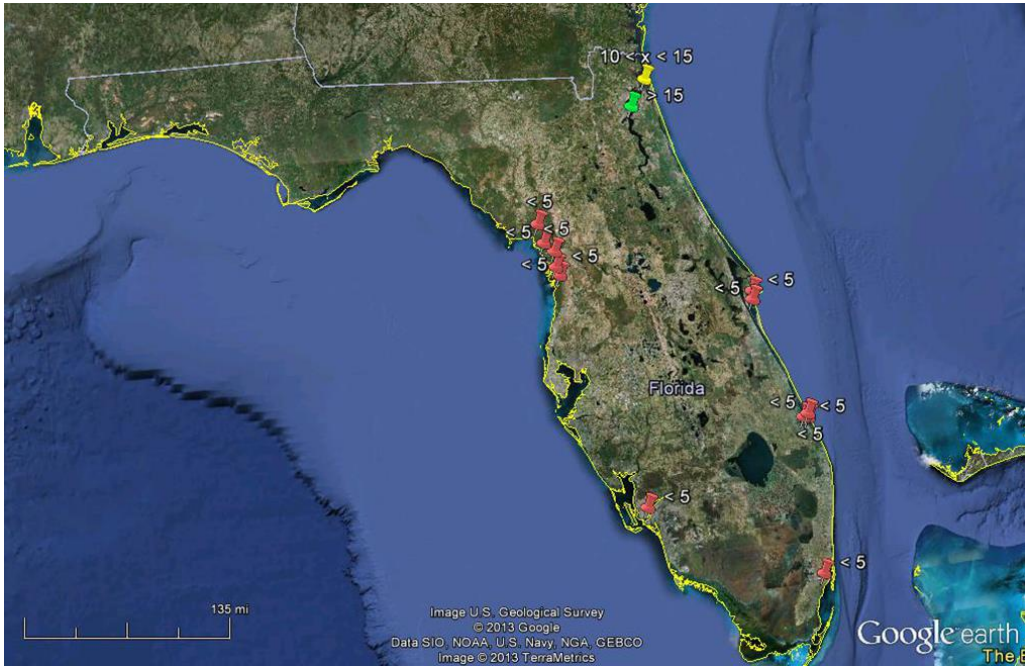 10 < x < 15
> 15
< 5
< 5
< 5
< 5
< 5
< 5
< 5
Florida
< 5
< 5
< 5
< 5
< 5
135 mi
Image U.S. Geological Survey
© 2013 Google
Data SIO, NOAA, U.S. Navy, NGA, GEBCO
Image © 2013 TerraMetrics
Google earth
The B